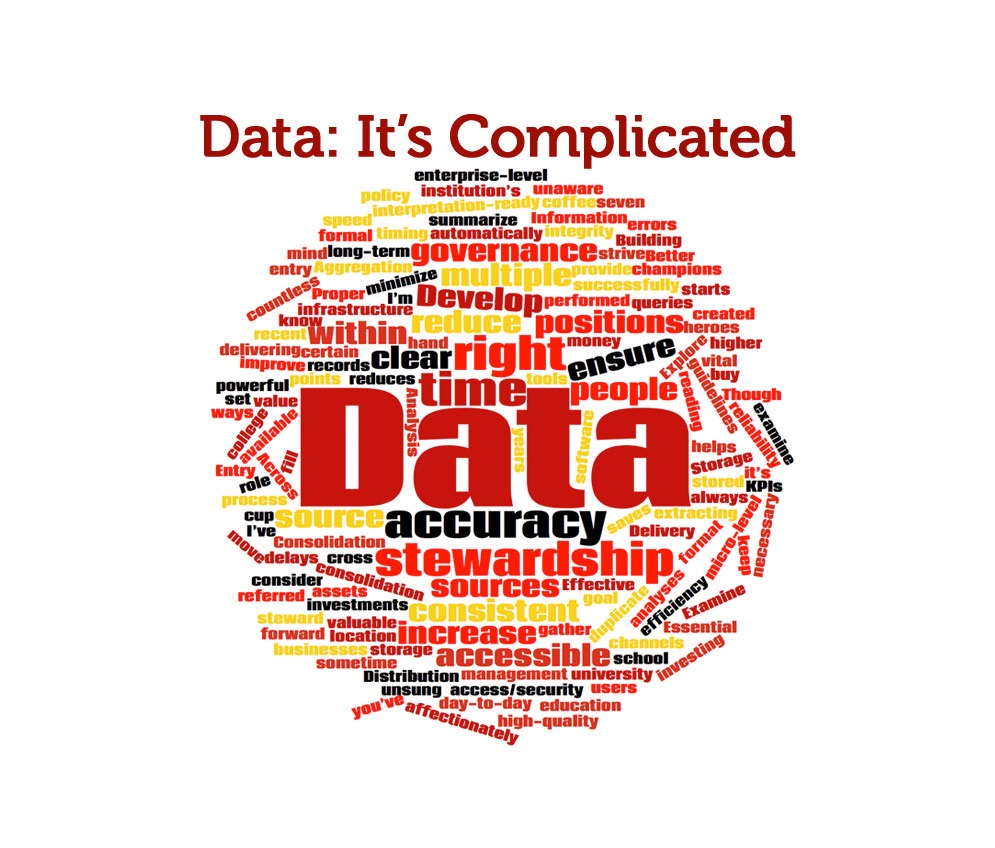 Data: It's Complicated
enterprise-level
policy institution's unaware
interpretation-ready coffee seven
speed summarize Information errors
formal timing automatically integrity Building
mind long-term governance strive Better
entry Aggregation minimize multiple provide champions
countless Proper successfully starts
I'm Develop performed queries
infrastructure created
know reduce positions heroes
recent within hand money higher
delivering certain clear right ensure Explore
improve records vital
powerful points reduces time tools people guidelines buy
set value reading Though
ways Analysis reliability examine
college available Data years software
helps
Entry Across fill Storage it's
role stored KPIs
process always
cup source accuracy saves extracting
I've Delivery
move Consolidation format micro-level necessary
delays cross stewardship keep
consider consolidation sources Effective
referred assets goal analyses
investments consistent duplicate efficiency Examine
steward valuable
forward location increase gather Essential
businesses storage channels
sometime accessible school investing
Distribution management university
unsung access/security users
you've day-to-day education
affectionately high-quality